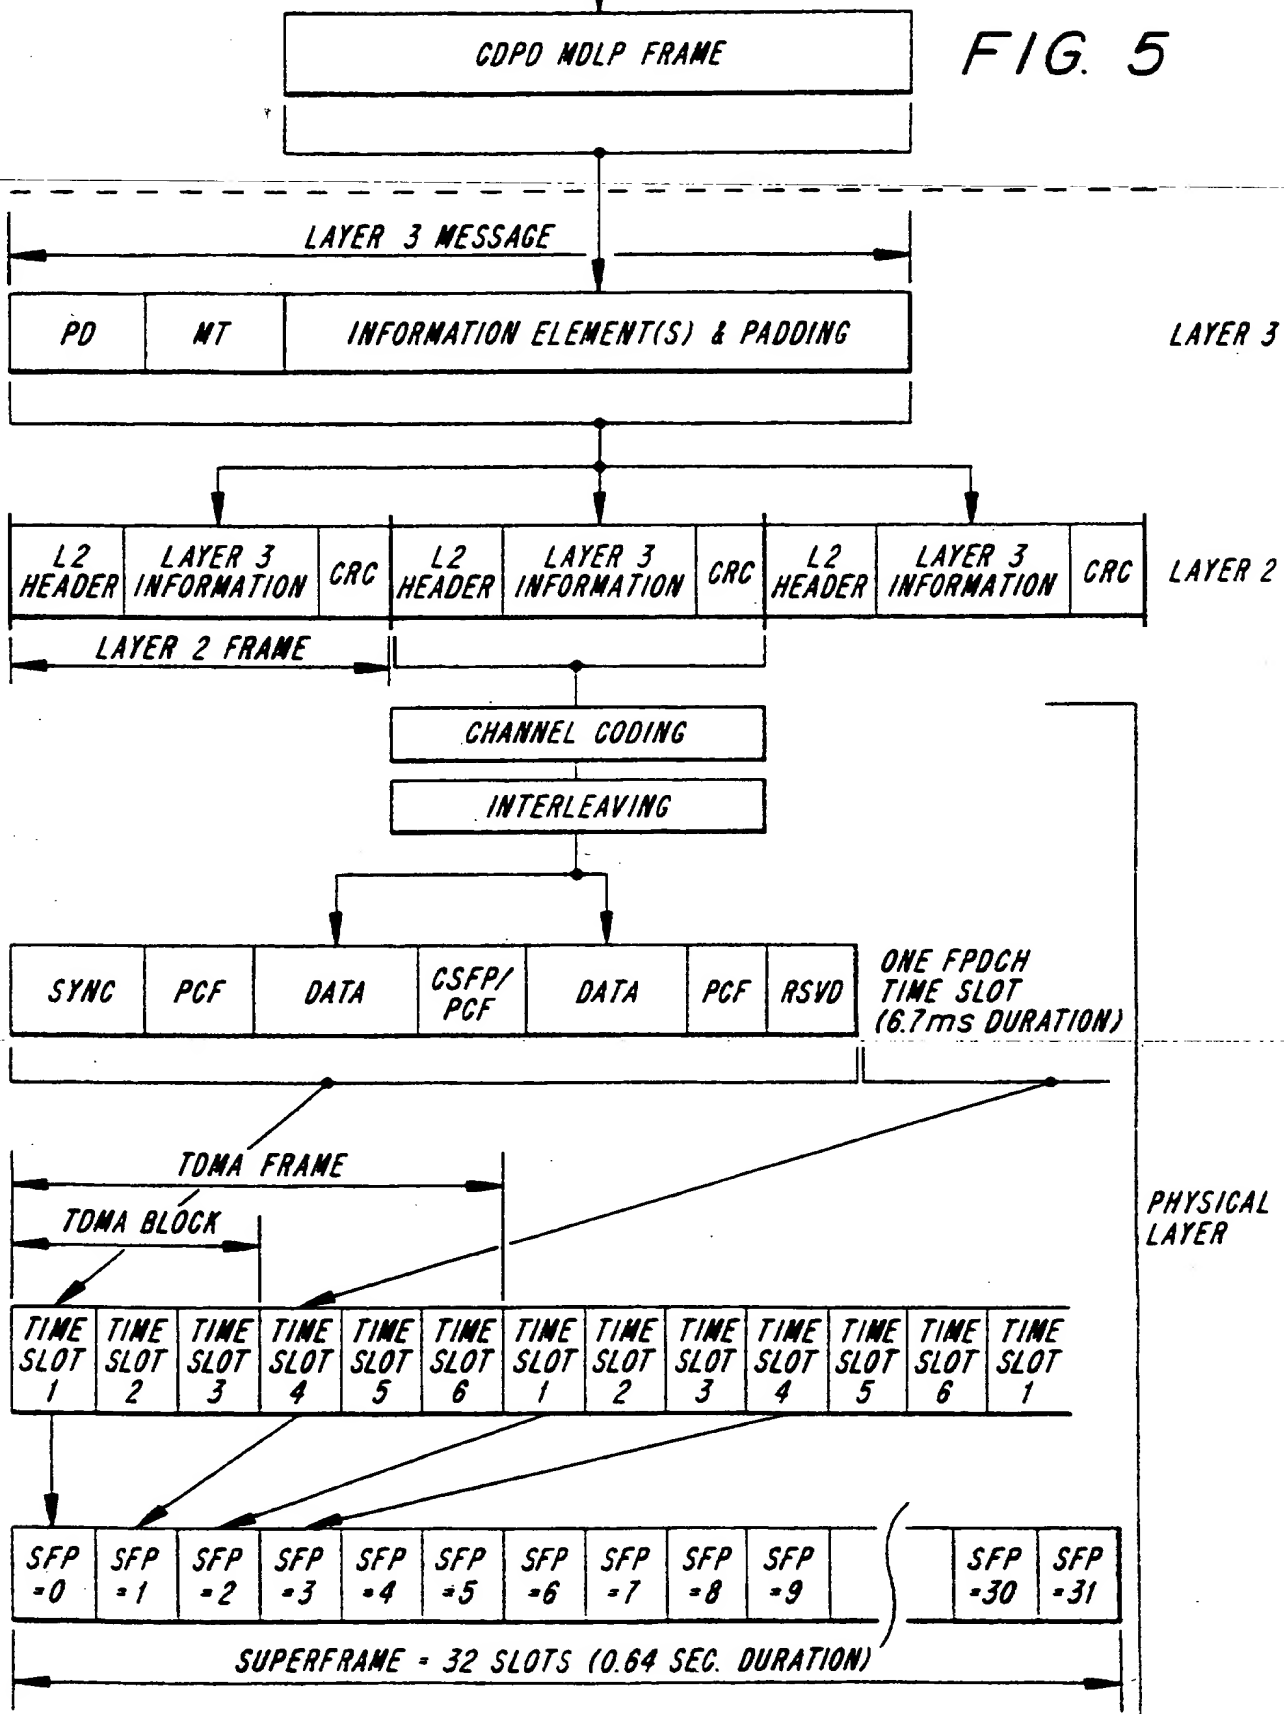 CDPD MDLP FRAME
FIG. 5
LAYER 3 MESSAGE
PD MT INFORMATION ELEMENT(S) & PADDING
LAYER 3
L2 HEADER
LAYER 3 INFORMATION
CRC
L2 HEADER
LAYER 3 INFORMATION
CRC
L2 HEADER
LAYER 3 INFORMATION
CRC
LAYER 2
LAYER 2 FRAME
CHANNEL CODING
INTERLEAVING
SYNC
PCF
DATA
CSFP/
PCF
DATA
PCF
RSVD
ONE FPDCH
TIME SLOT
(6.7ms DURATION)
TDMA FRAME
TDMA BLOCK
PHYSICAL
LAYER
TIME SLOT 1
TIME SLOT 2
TIME SLOT 3
TIME SLOT 4
TIME SLOT 5
TIME SLOT 6
TIME SLOT 1
TIME SLOT 2
TIME SLOT 3
TIME SLOT 4
TIME SLOT 5
TIME SLOT 6
TIME SLOT 1
SFP =0
SFP =1
SFP =2
SFP =3
SFP =4
SFP =5
SFP =6
SFP =7
SFP =8
SFP =9
SFP =30
SFP =31
SUPERFRAME = 32 SLOTS (0.64 SEC. DURATION)